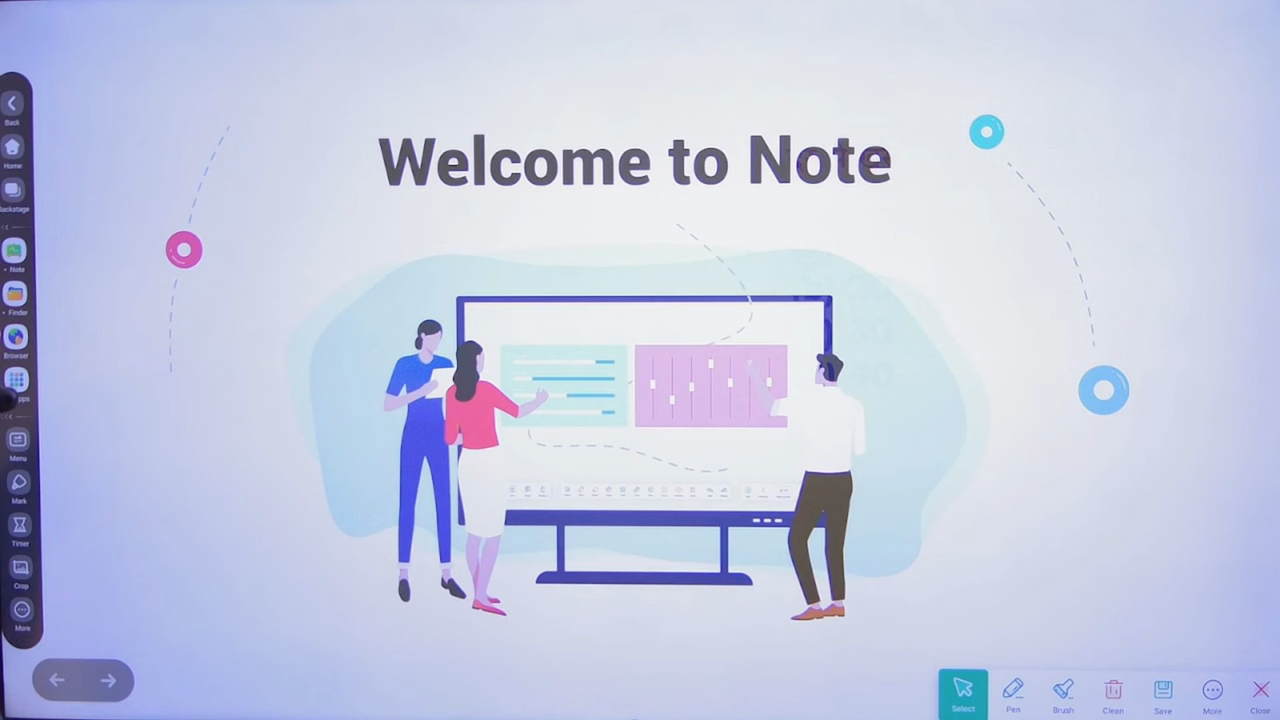 Welcome to Note
Back
Home
Backstage
Note
Finder
Browser
pps
Menu
Mark
Timer
Crop
More
Select
Pen
Brush
Clean
Save
More
Close